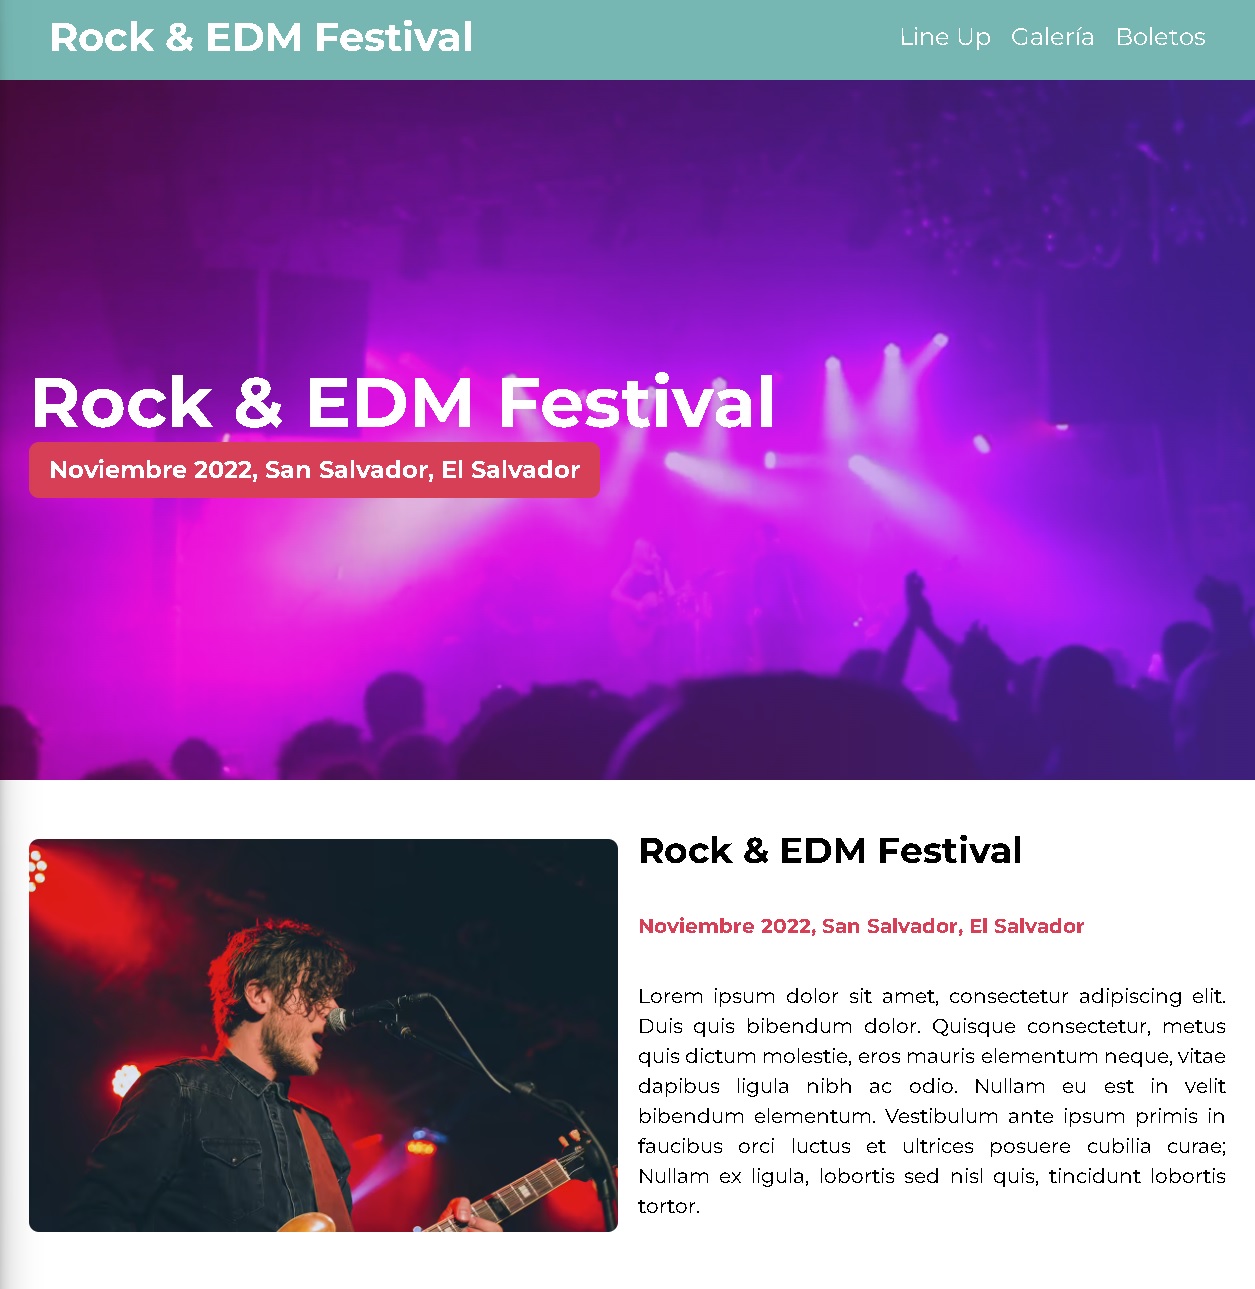 Rock & EDM Festival
Line Up Galería Boletos
Rock & EDM Festival
Noviembre 2022, San Salvador, El Salvador
Rock & EDM Festival
Noviembre 2022, San Salvador, El Salvador
Lorem ipsum dolor sit amet, consectetur adipiscing elit.
Duis quis bibendum dolor. Quisque consectetur, metus
quis dictum molestie, eros mauris elementum neque, vitae
dapibus ligula nibh ac odio. Nullam eu est in velit
bibendum elementum. Vestibulum ante ipsum primis in
faucibus orci luctus et ultrices posuere cubilia curae;
Nullam ex ligula, lobortis sed nisl quis, tincidunt lobortis
tortor.